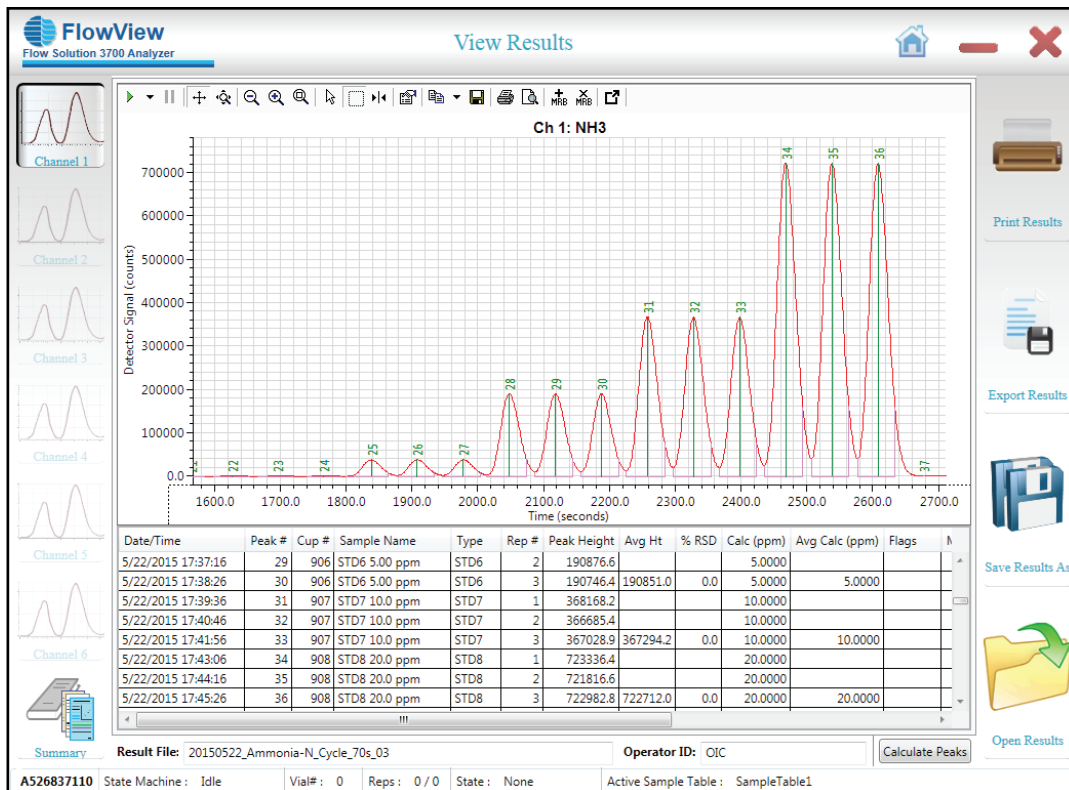 FlowView
Flow Solution 3700 Analyzer
View Results
Channel 1
Channel 2
Channel 3
Channel 4
Channel 5
Channel 6
Summary
MRB MRB
Ch 1: NH3
Detector Signal (counts)
700000
600000
500000
400000
300000
200000
100000
0.0
22 23 24 25 26 27 28 29 30 31 32 33 34 35 36 37
1600.0 1700.0 1800.0 1900.0 2000.0 2100.0 2200.0 2300.0 2400.0 2500.0 2600.0 2700.0
Time (seconds)
Date/Time Peak # Cup # Sample Name Type Rep # Peak Height Avg Ht % RSD Calc (ppm) Avg Calc (ppm) Flags
5/22/2015 17:37:16 29 906 STD6 5.00 ppm STD6 2 190876.6 5.0000
5/22/2015 17:38:26 30 906 STD6 5.00 ppm STD6 3 190746.4 190851.0 0.0 5.0000 5.0000
5/22/2015 17:39:36 31 907 STD7 10.0 ppm STD7 1 368168.2 10.0000
5/22/2015 17:40:46 32 907 STD7 10.0 ppm STD7 2 366685.4 10.0000
5/22/2015 17:41:56 33 907 STD7 10.0 ppm STD7 3 367028.9 367294.2 0.0 10.0000 10.0000
5/22/2015 17:43:06 34 908 STD8 20.0 ppm STD8 1 723336.4 20.0000
5/22/2015 17:44:16 35 908 STD8 20.0 ppm STD8 2 721816.6 20.0000
5/22/2015 17:45:26 36 908 STD8 20.0 ppm STD8 3 722982.8 722712.0 0.0 20.0000 20.0000
Print Results
Export Results
Save Results As
Open Results
Result File: 20150522_Ammonia-N_Cycle_70s_03 Operator ID: OIC Calculate Peaks
A526837110 State Machine : Idle Vial# : 0 Reps : 0 / 0 State : None Active Sample Table : SampleTable1